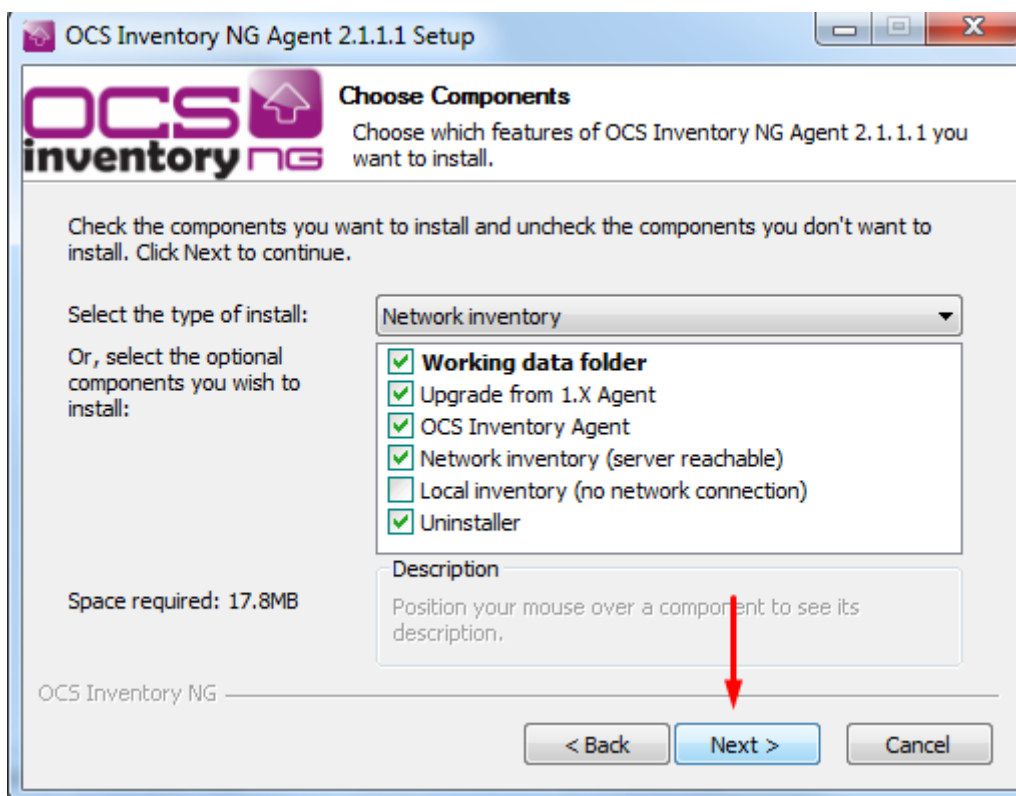 OCS Inventory NG Agent 2.1.1.1 Setup
OCS
inventory NG
Choose Components
Choose which features of OCS Inventory NG Agent 2.1.1.1 you
want to install.
Check the components you want to install and uncheck the components you don't want to
install. Click Next to continue.
Select the type of install:
Network inventory
Or, select the optional
components you wish to
install:
Working data folder
Upgrade from 1.X Agent
OCS Inventory Agent
Network inventory (server reachable)
Local inventory (no network connection)
Uninstaller
Space required: 17.8MB
Description
Position your mouse over a component to see its
description.
OCS Inventory NG
< Back
Next >
Cancel